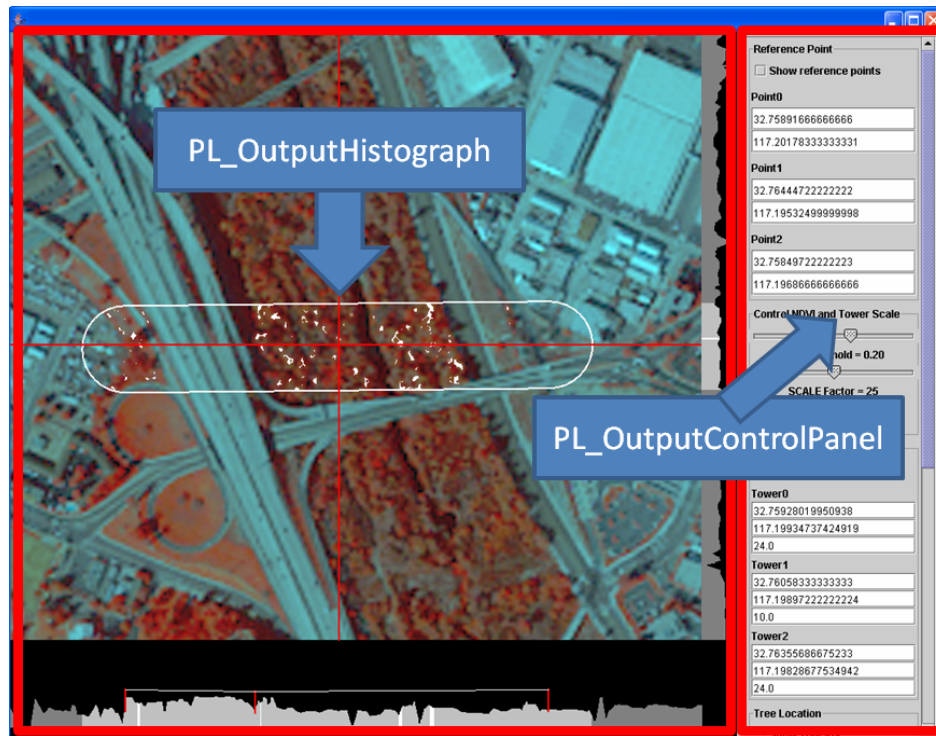 PL_OutputHistograph
Reference Point
Show reference points
Point0
32.75891666666666
117.20178333333331
Point1
32.76444722222222
117.19532499999998
Point2
32.75849722222223
117.19686666666666
Control NDVI and Tower Scale
hold = 0.20
SCALE Factor = 25
PL_OutputControlPanel
Tower0
32.75928019950938
117.19934737424919
24.0
Tower1
32.76058333333333
117.19897222222224
10.0
Tower2
32.76355686675233
117.19828677534942
24.0
Tree Location